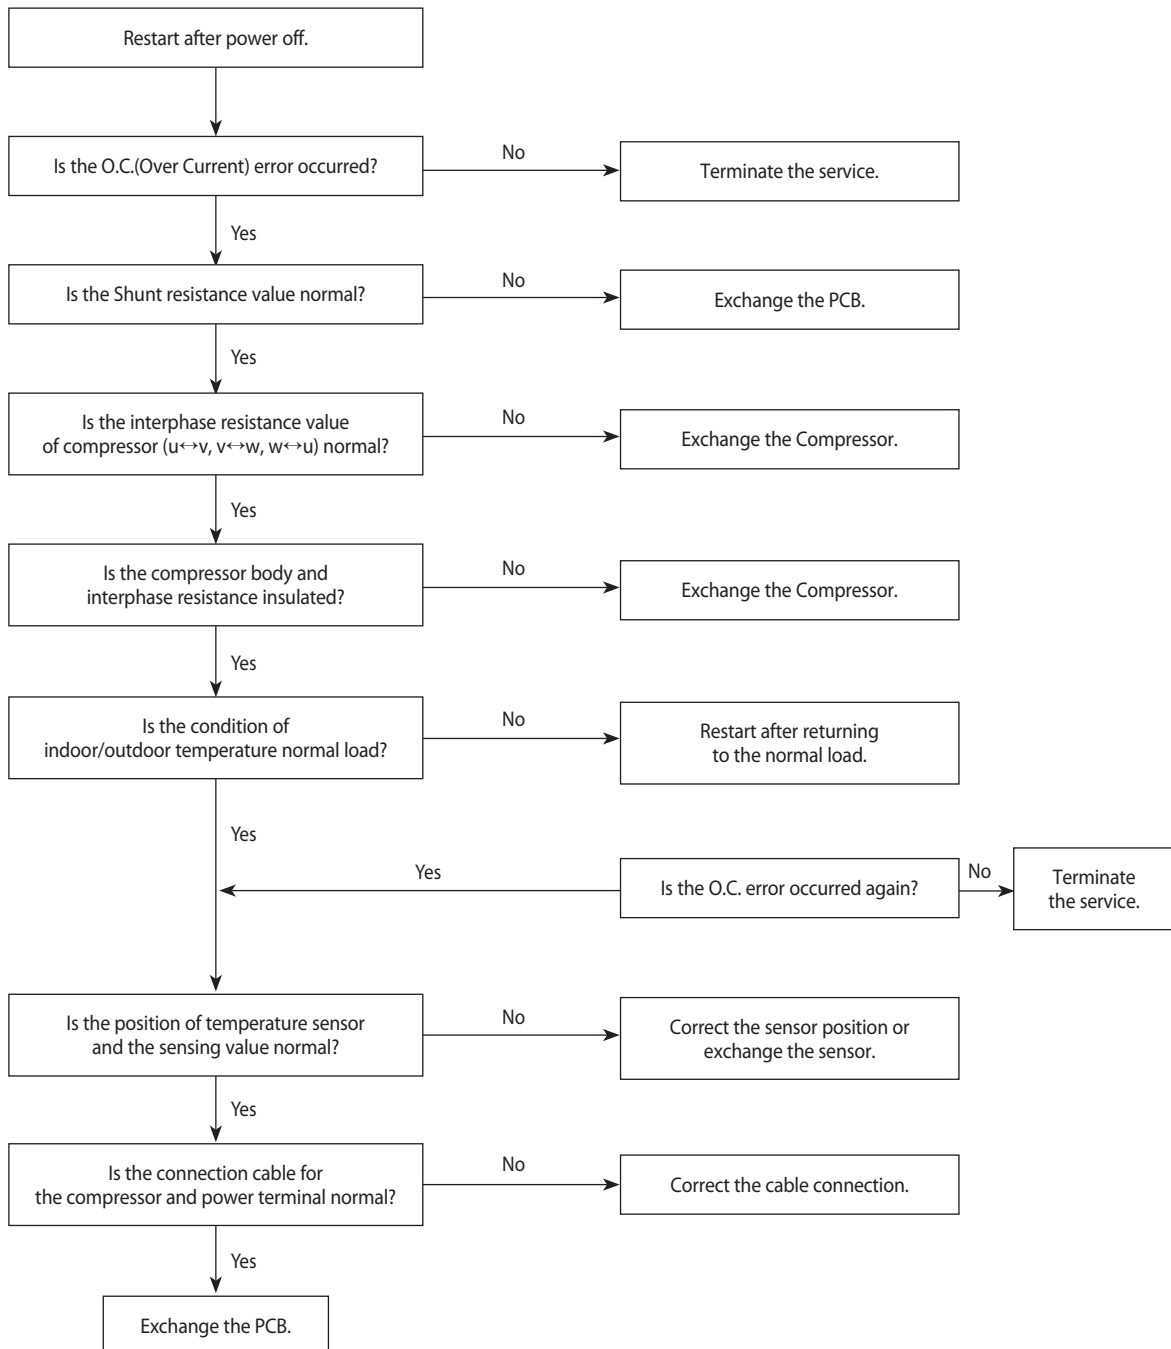 Restart after power off.
Is the O.C.(Over Current) error occurred?
No
Terminate the service.
Yes
Is the Shunt resistance value normal?
No
Exchange the PCB.
Yes
Is the interphase resistance value
of compressor (u↔v, v↔w, w↔u) normal?
No
Exchange the Compressor.
Yes
Is the compressor body and
interphase resistance insulated?
No
Exchange the Compressor.
Yes
Is the condition of
indoor/outdoor temperature normal load?
No
Restart after returning
to the normal load.
Yes
Yes
Is the O.C. error occurred again?
No
Terminate
the service.
Is the position of temperature sensor
and the sensing value normal?
No
Correct the sensor position or
exchange the sensor.
Yes
Is the connection cable for
the compressor and power terminal normal?
No
Correct the cable connection.
Yes
Exchange the PCB.